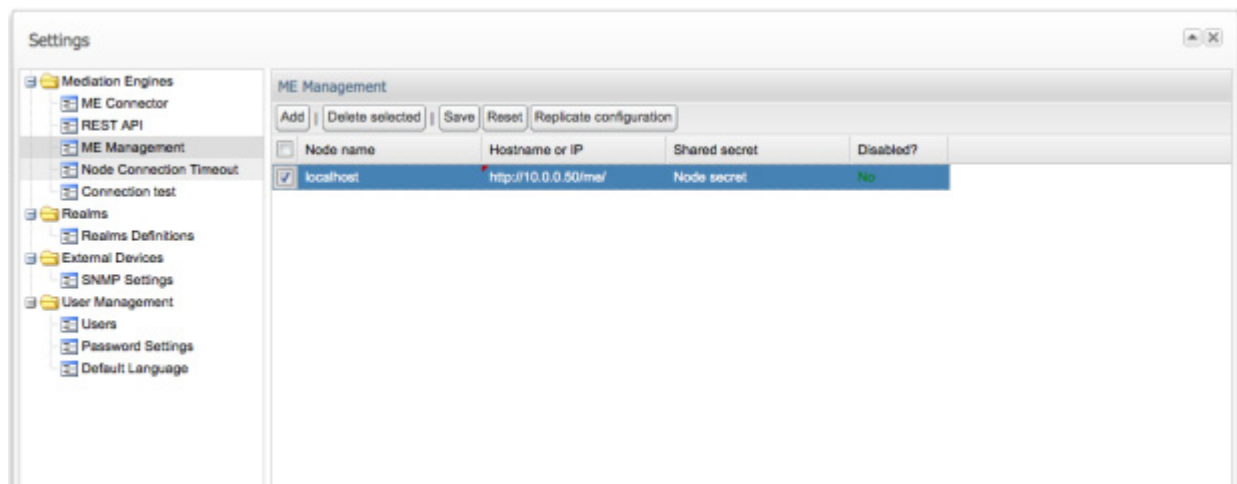 Settings
Mediation Engines
ME Connector
REST API
ME Management
Node Connection Timeout
Connection test
Realms
Realms Definitions
External Devices
SNMP Settings
User Management
Users
Password Settings
Default Language
ME Management
Add | Delete selected | Save Reset Replicate configuration
Node name Hostname or IP Shared secret Disabled?
localhost http://10.0.0.50/me/ Node secret No